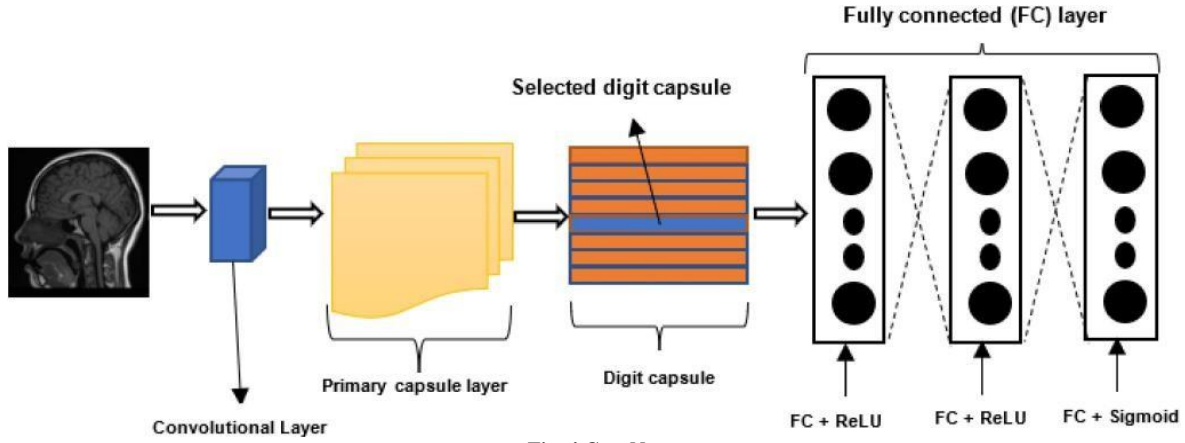 Fully connected (FC) layer
Selected digit capsule
Primary capsule layer
Digit capsule
Convolutional Layer
FC + ReLU
FC + ReLU
FC + Sigmoid